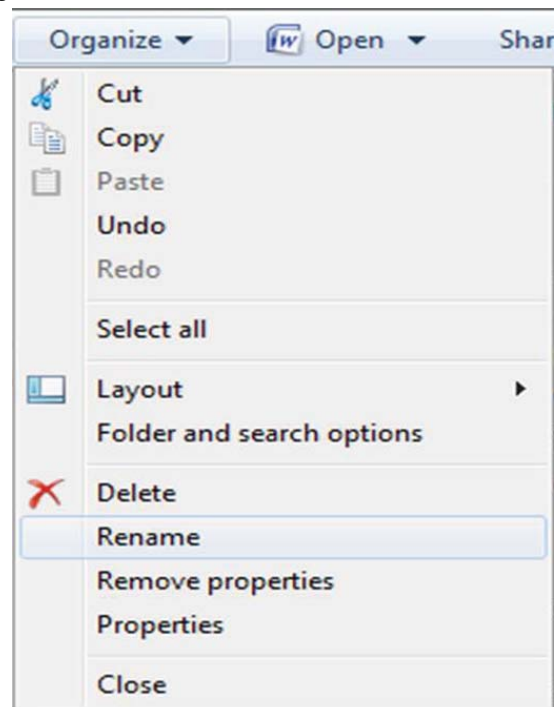 Organize Open Shar
Cut
Copy
Paste
Undo
Redo
Select all
Layout
Folder and search options
Delete
Rename
Remove properties
Properties
Close